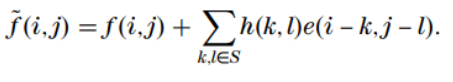 f̃(i,j) = f(i,j) + ∑ h(k,l)e(i − k,j − l).
k,l∈S